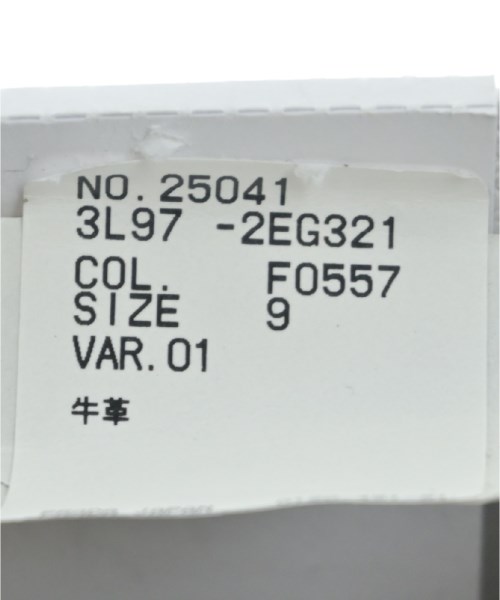 NO.25041
3L97 -2EG321
COL. F0557
SIZE 9
VAR.01
牛革